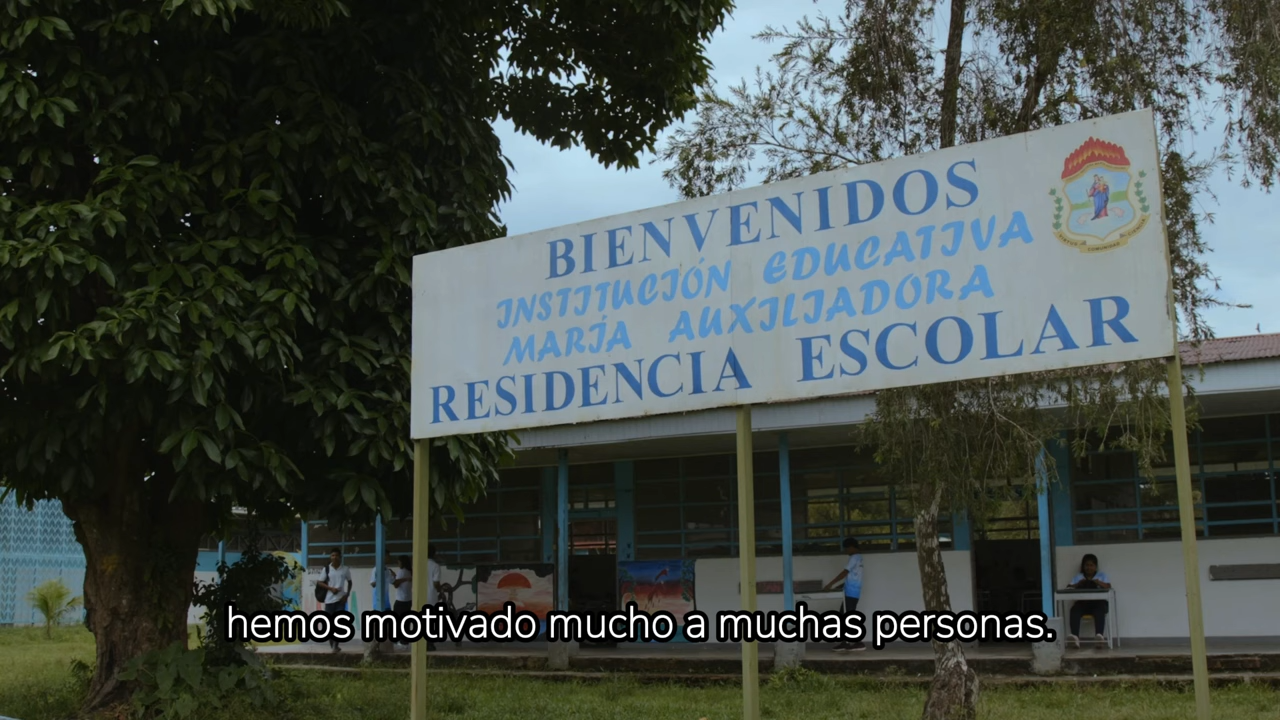 BIENVENIDOS
INSTITUCIÓN EDUCATIVA
MARÍA AUXILIADORA
RESIDENCIA ESCOLAR
hemos motivado mucho a muchas personas.